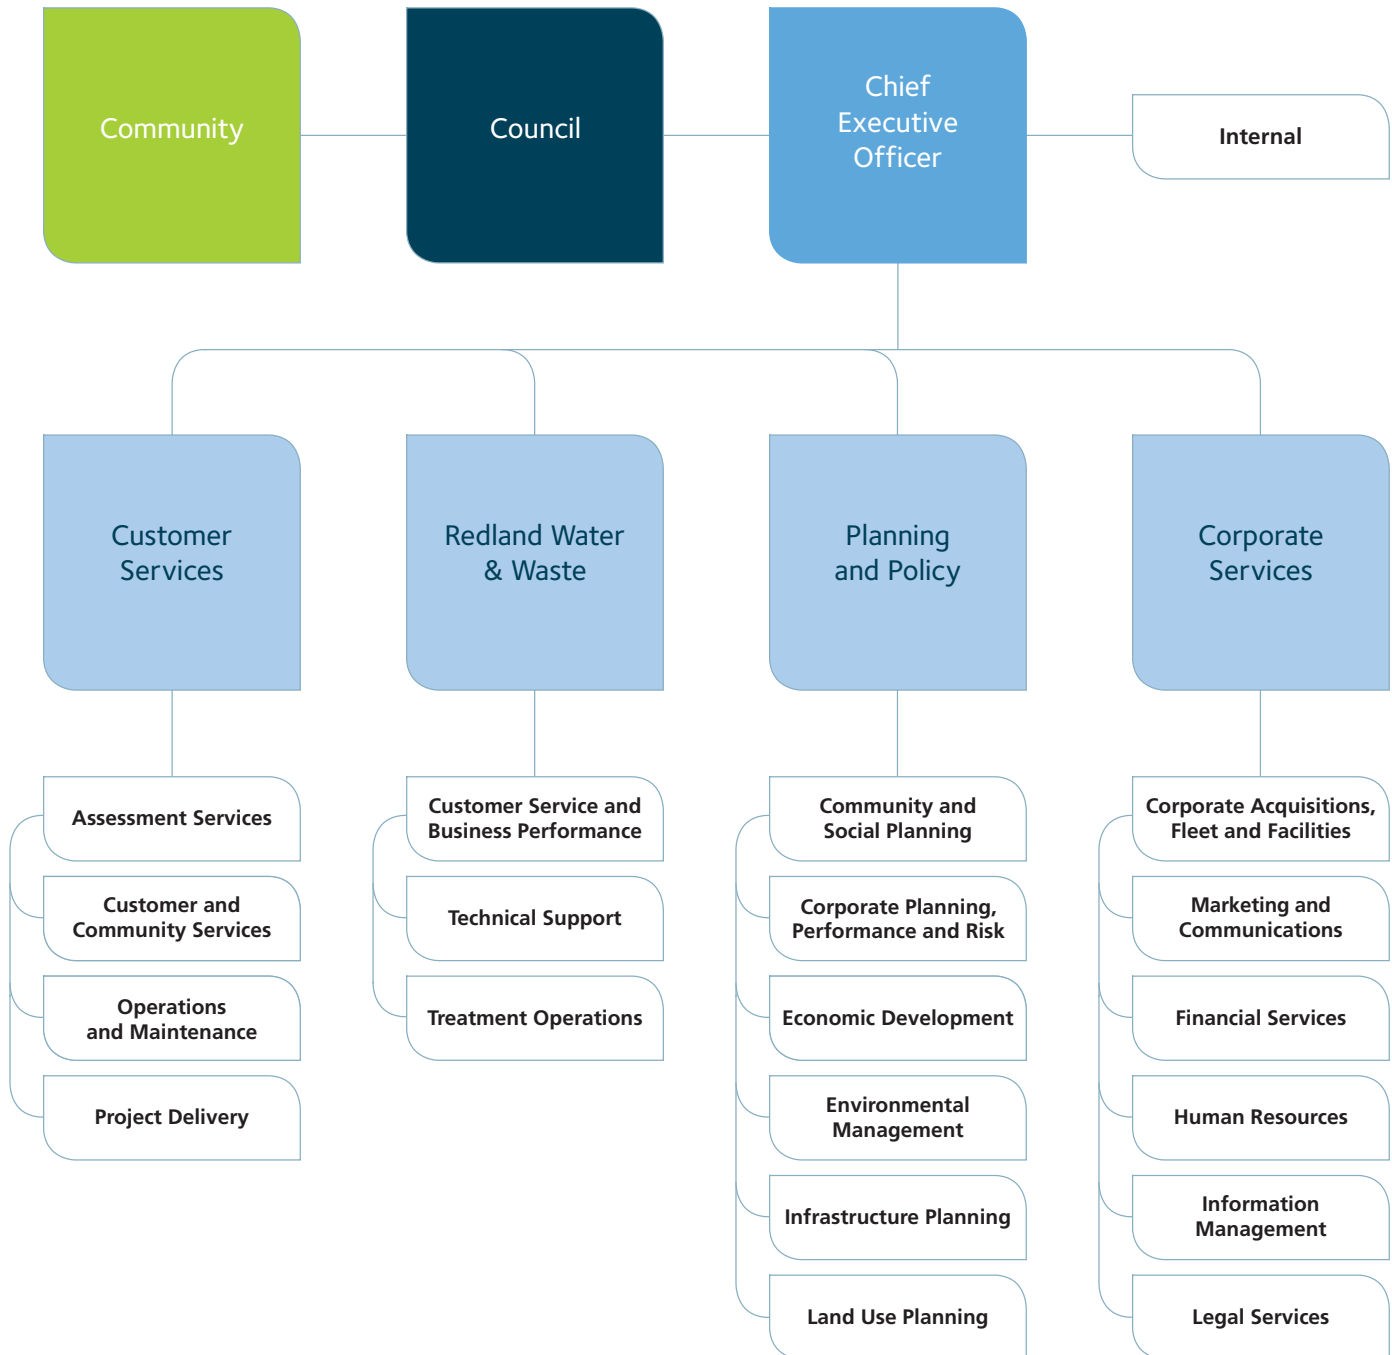 Community
Council
Chief
Executive
Officer
Internal
Customer
Services
Redland Water
& Waste
Planning
and Policy
Corporate
Services
Assessment Services
Customer and
Community Services
Operations
and Maintenance
Project Delivery
Customer Service and
Business Performance
Technical Support
Treatment Operations
Community and
Social Planning
Corporate Planning,
Performance and Risk
Economic Development
Environmental
Management
Infrastructure Planning
Land Use Planning
Corporate Acquisitions,
Fleet and Facilities
Marketing and
Communications
Financial Services
Human Resources
Information
Management
Legal Services